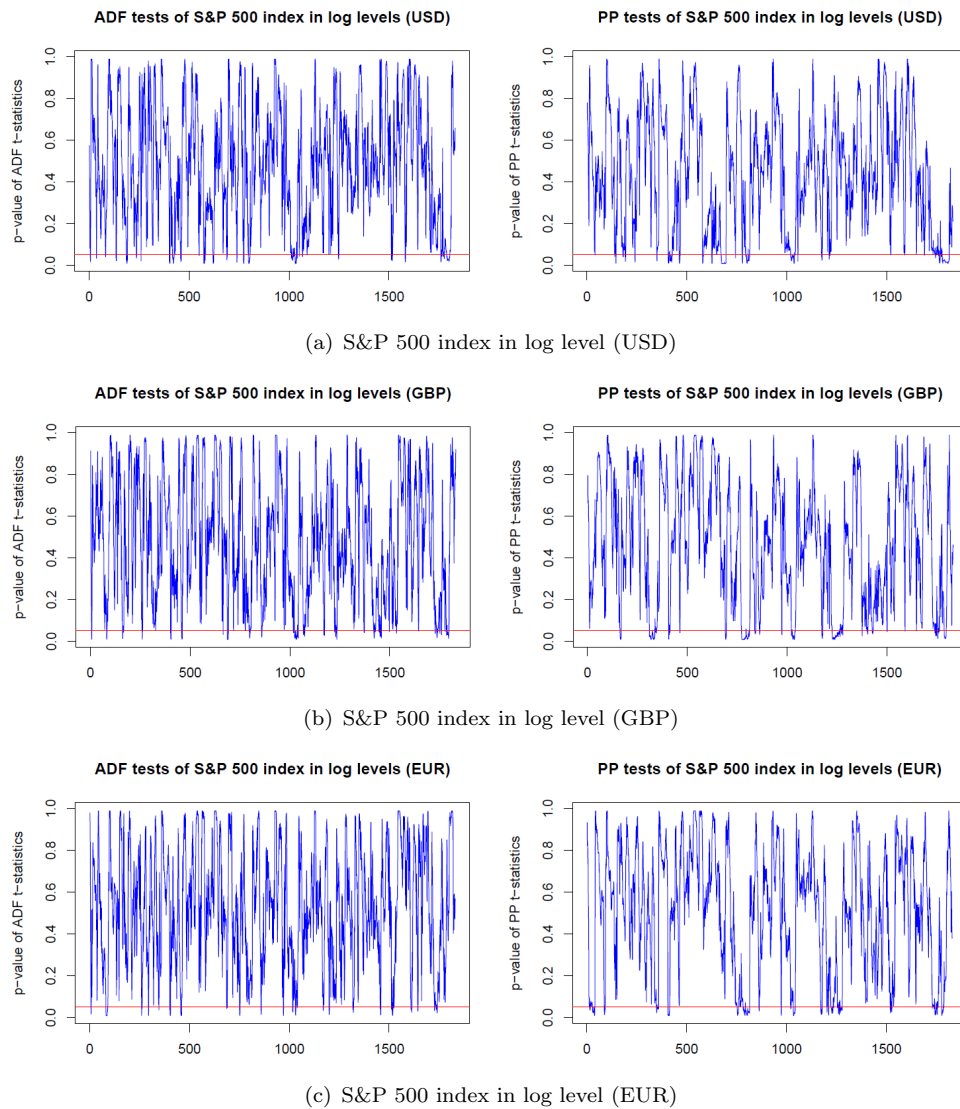 ADF tests of S&P 500 index in log levels (USD)
p-value of ADF t-statistics
0.0 0.2 0.4 0.6 0.8 1.0
0 500 1000 1500
PP tests of S&P 500 index in log levels (USD)
p-value of PP t-statistics
0.0 0.2 0.4 0.6 0.8 1.0
0 500 1000 1500
(a) S&P 500 index in log level (USD)
ADF tests of S&P 500 index in log levels (GBP)
p-value of ADF t-statistics
0.0 0.2 0.4 0.6 0.8 1.0
0 500 1000 1500
PP tests of S&P 500 index in log levels (GBP)
p-value of PP t-statistics
0.0 0.2 0.4 0.6 0.8 1.0
0 500 1000 1500
(b) S&P 500 index in log level (GBP)
ADF tests of S&P 500 index in log levels (EUR)
p-value of ADF t-statistics
0.0 0.2 0.4 0.6 0.8 1.0
0 500 1000 1500
PP tests of S&P 500 index in log levels (EUR)
p-value of PP t-statistics
0.0 0.2 0.4 0.6 0.8 1.0
0 500 1000 1500
(c) S&P 500 index in log level (EUR)